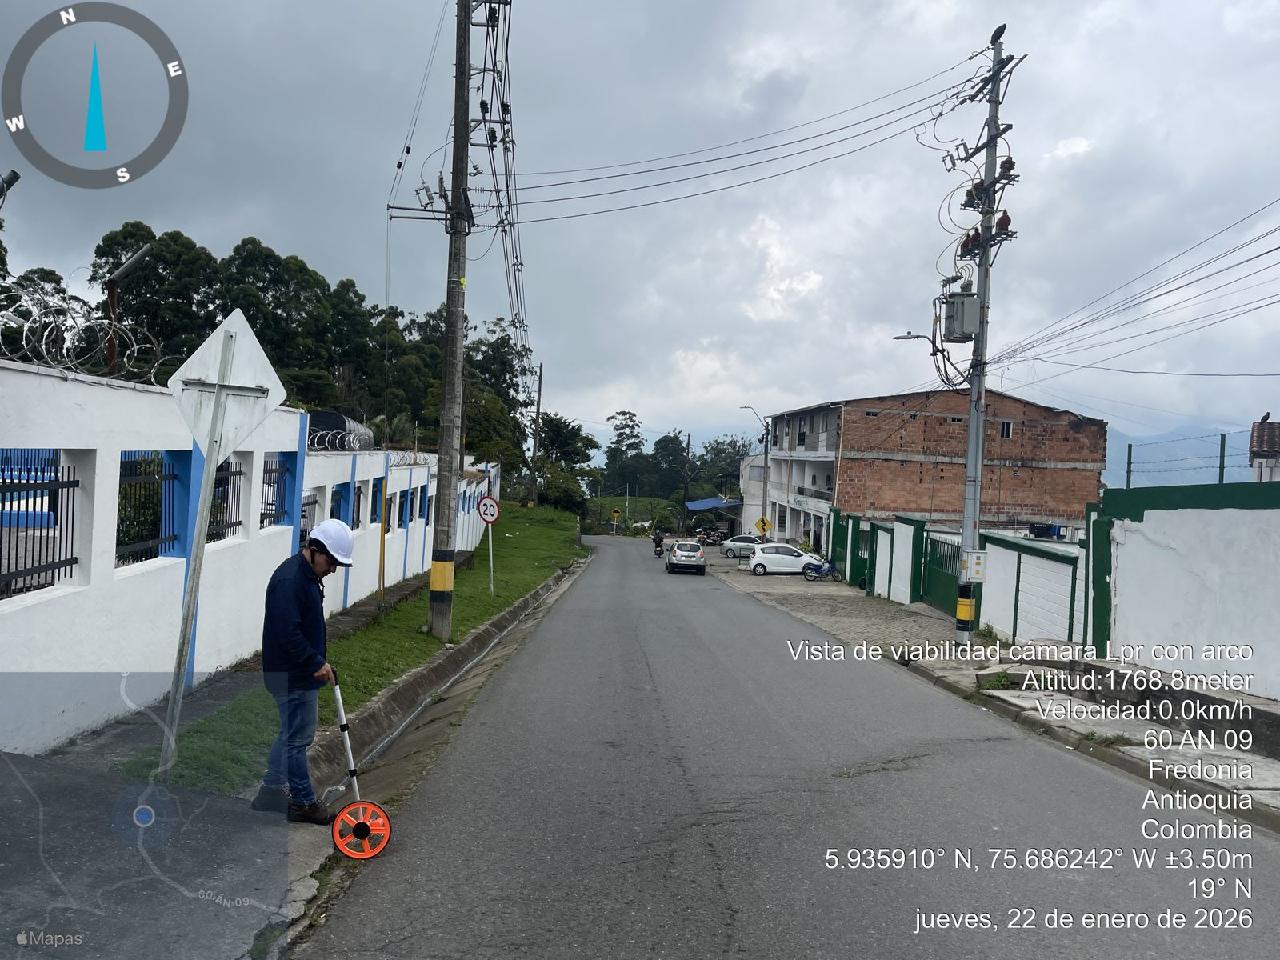 N
E
W
S
20
Vista de viabilidad cámara Lpr con arco
Altitud:1768.8meter
Velocidad:0.0km/h
60 AN 09
Fredonia
Antioquia
Colombia
5.935910° N, 75.686242° W ±3.50m
19° N
jueves, 22 de enero de 2026
60 AN 09
Mapas